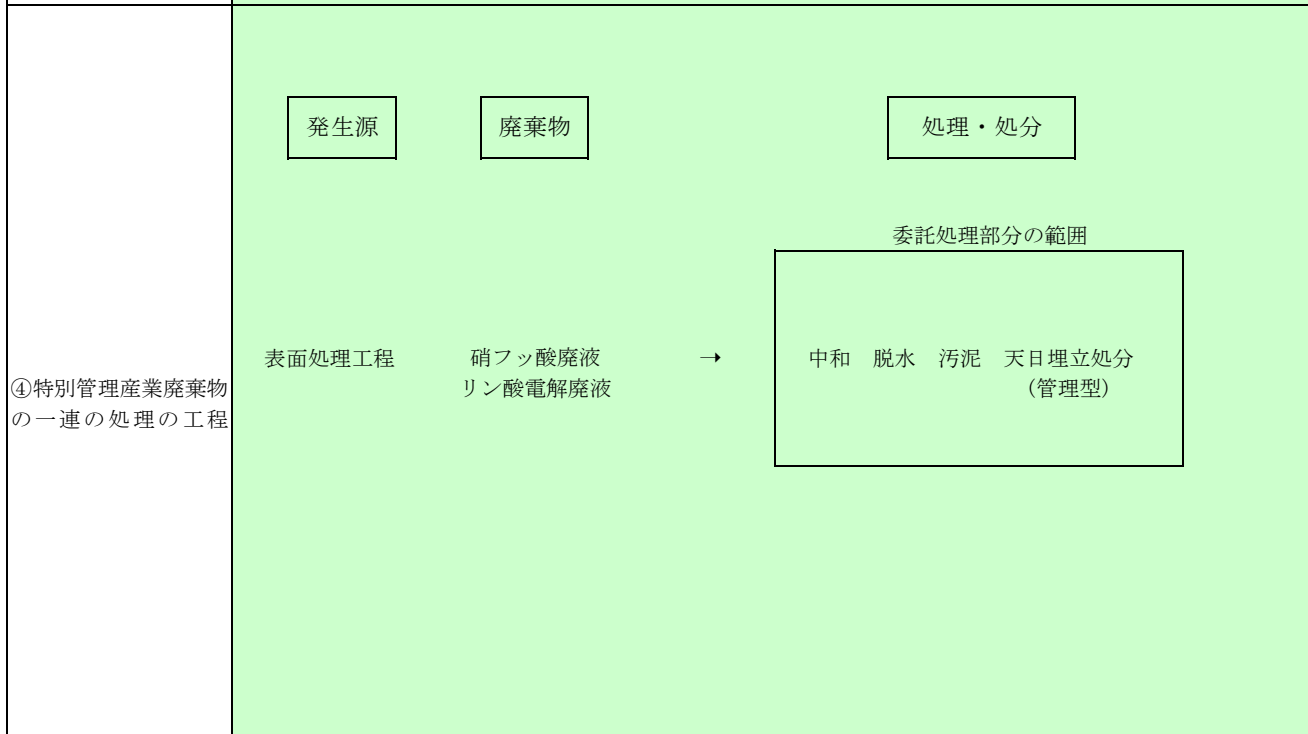 発生源 廃棄物 処理・処分
委託処理部分の範囲
表面処理工程 硝フッ酸廃液 → 中和 脱水 汚泥 天日埋立処分
リン酸電解廃液 (管理型)
④特別管理産業廃棄物
の一連の処理の工程